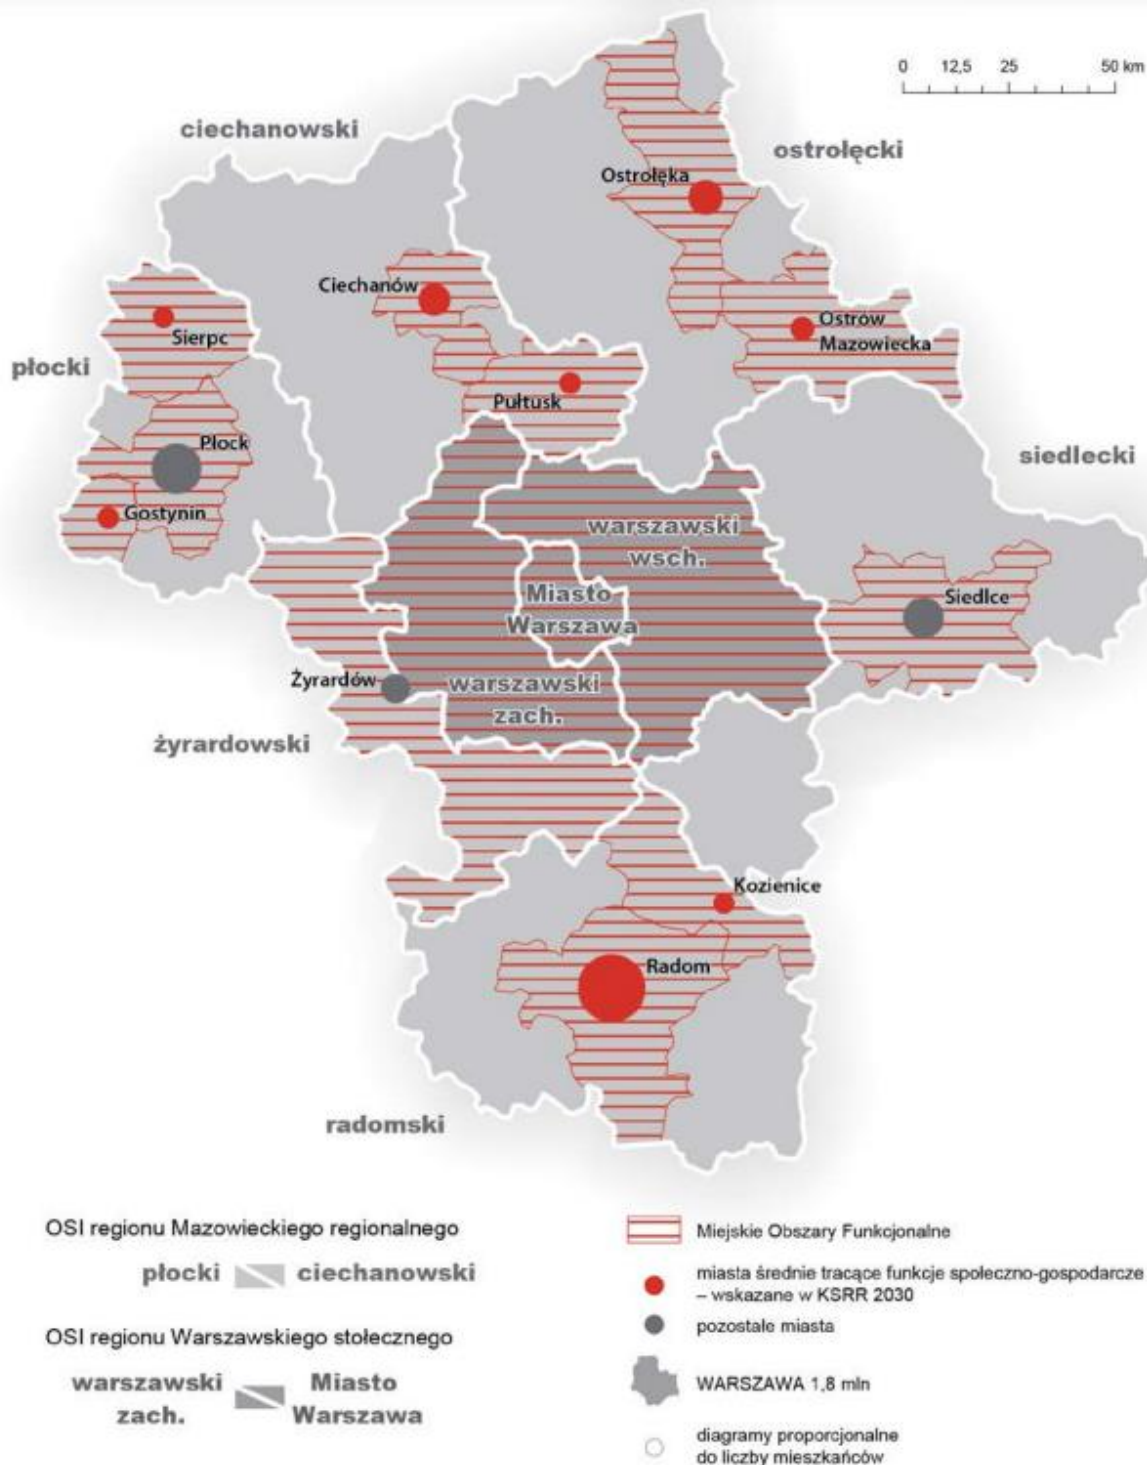 0 12,5 25 50 km
ciechanowski
ostrołęcki
Ostrołęka
Ciechanów
Sierpc
Ostrów
Mazowiecka
płocki
Pułtusk
Płock
siedlecki
Gostynin
warszawski
wsch.
Miasto
Warszawa
Siedlce
Żyrardów
warszawski
zach.
żyrardowski
Kozienice
Radom
radomski
OSI regionu Mazowieckiego regionalnego
płocki ciechanowski
OSI regionu Warszawskiego stołecznego
warszawski Miasto
zach. Warszawa
Miejskie Obszary Funkcjonalne
miasta średnie tracące funkcje społeczno-gospodarcze
– wskazane w KSRR 2030
pozostałe miasta
WARSZAWA 1,8 mln
diagramy proporcjonalne
do liczby mieszkańców